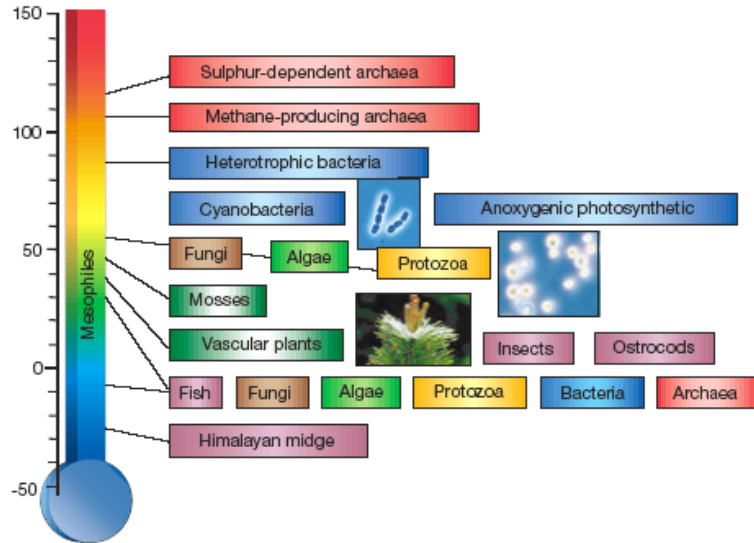 150
Sulphur-dependent archaea
Methane-producing archaea
100
Heterotrophic bacteria
Cyanobacteria
Anoxygenic photosynthetic
50
Fungi
Algae
Protozoa
Mesophiles
Mosses
Vascular plants
Insects
Ostrocods
0
Fish
Fungi
Algae
Protozoa
Bacteria
Archaea
Himalayan midge
-50